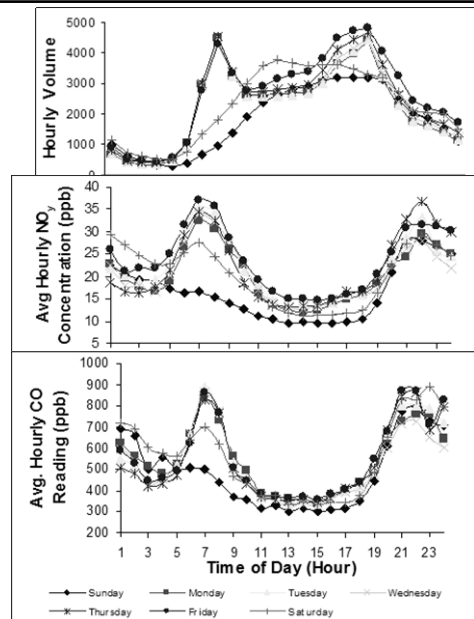 Hourly Volume
5000
4000
3000
2000
1000
0
Avg Hourly NOy
Concentration (ppb)
40
35
30
25
20
15
10
5
Avg. Hourly CO
Reading (ppb)
1000
900
800
700
600
500
400
300
200
1 3 5 7 9 11 13 15 17 19 21 23
Time of Day (Hour)
Sunday Monday Tuesday Wednesday
Thursday Friday Saturday